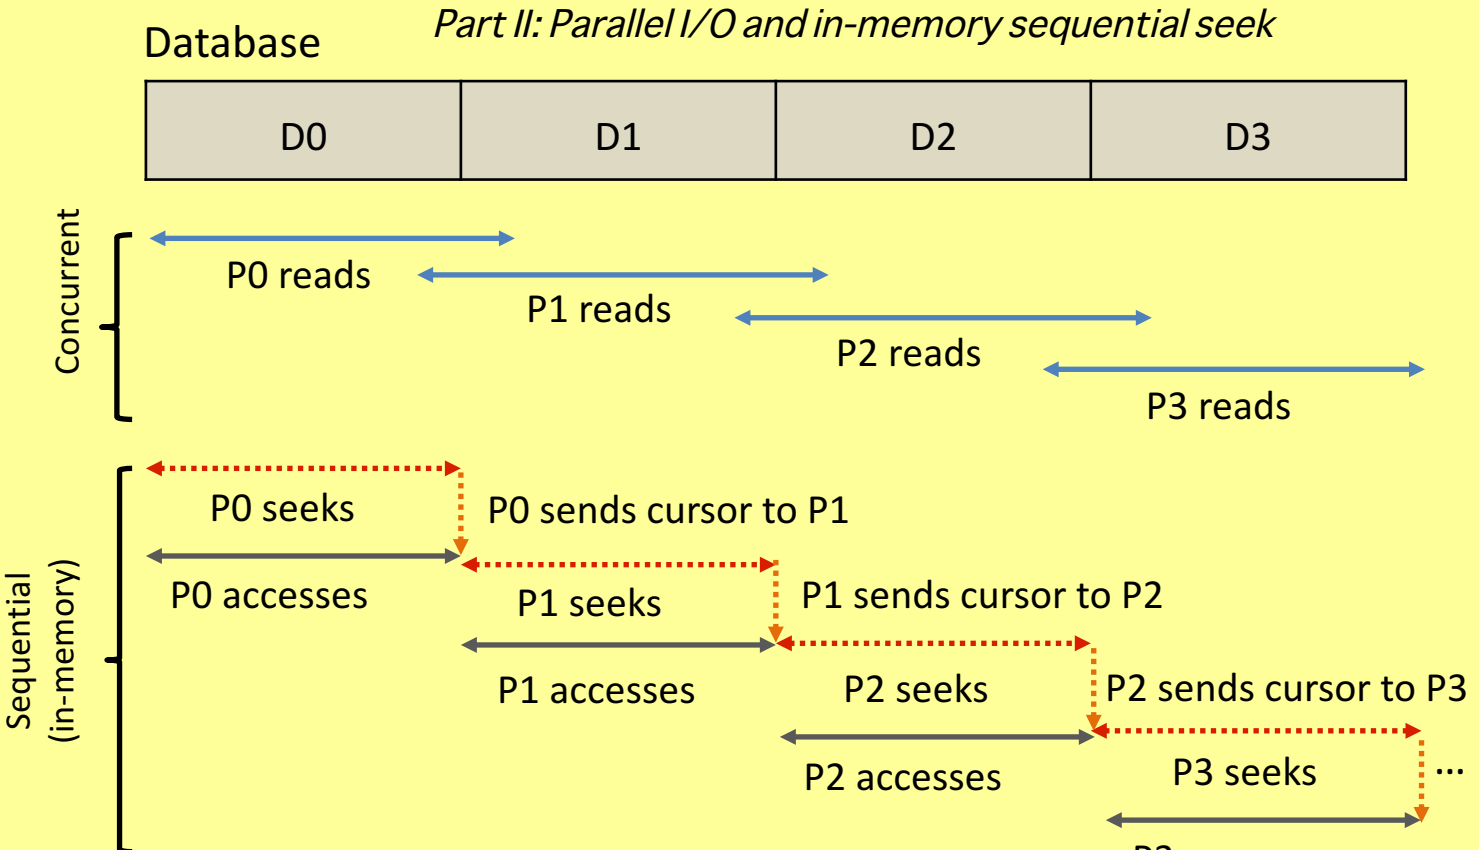 Part II: Parallel I/O and in-memory sequential seek
Database
D0 D1 D2 D3
Concurrent
P0 reads
P1 reads
P2 reads
P3 reads
Sequential
(in-memory)
P0 seeks
P0 sends cursor to P1
P0 accesses
P1 seeks
P1 sends cursor to P2
P1 accesses
P2 seeks
P2 sends cursor to P3
P2 accesses
P3 seeks
...